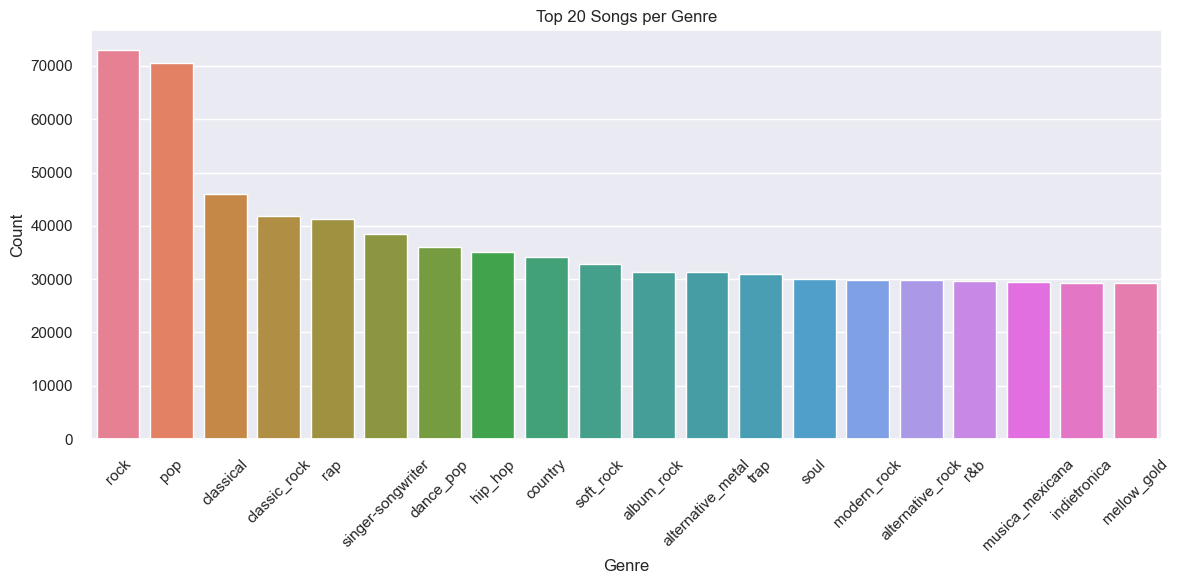 Top 20 Songs per Genre
Count
70000
60000
50000
40000
30000
20000
10000
0
rock
pop
classical
classic_rock
rap
singer-songwriter
dance_pop
hip_hop
country
soft_rock
album_rock
alternative_metal
trap
soul
modern_rock
alternative_rock
r&b
musica_mexicana
indietronica
mellow_gold
Genre